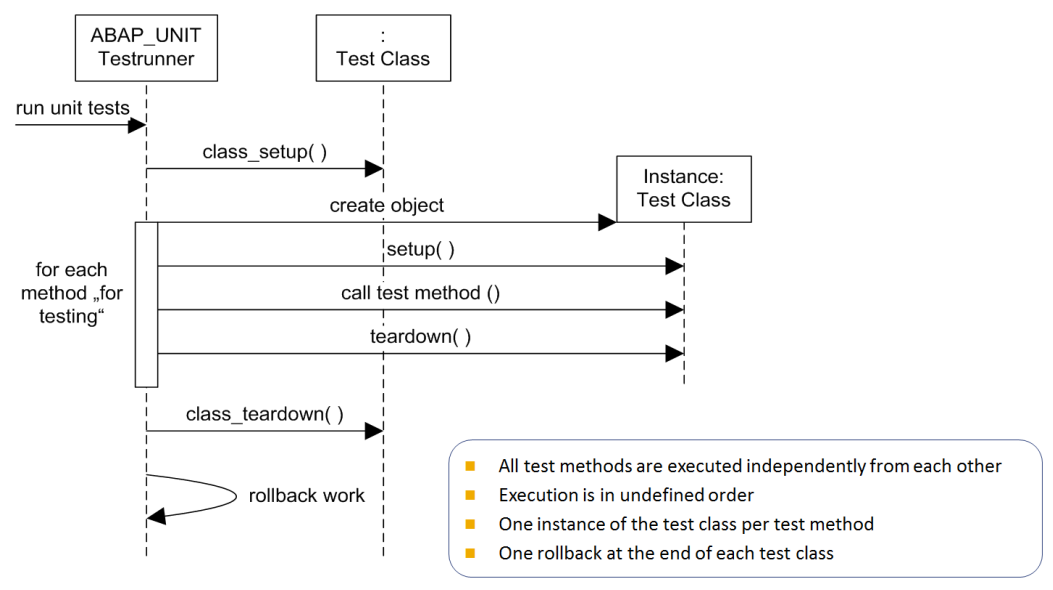 ABAP_UNIT
Testrunner
:
Test Class
run unit tests
class_setup( )
Instance:
Test Class
create object
setup( )
for each
method „for
testing“
call test method ()
teardown( )
class_teardown( )
rollback work
All test methods are executed independently from each other
Execution is in undefined order
One instance of the test class per test method
One rollback at the end of each test class